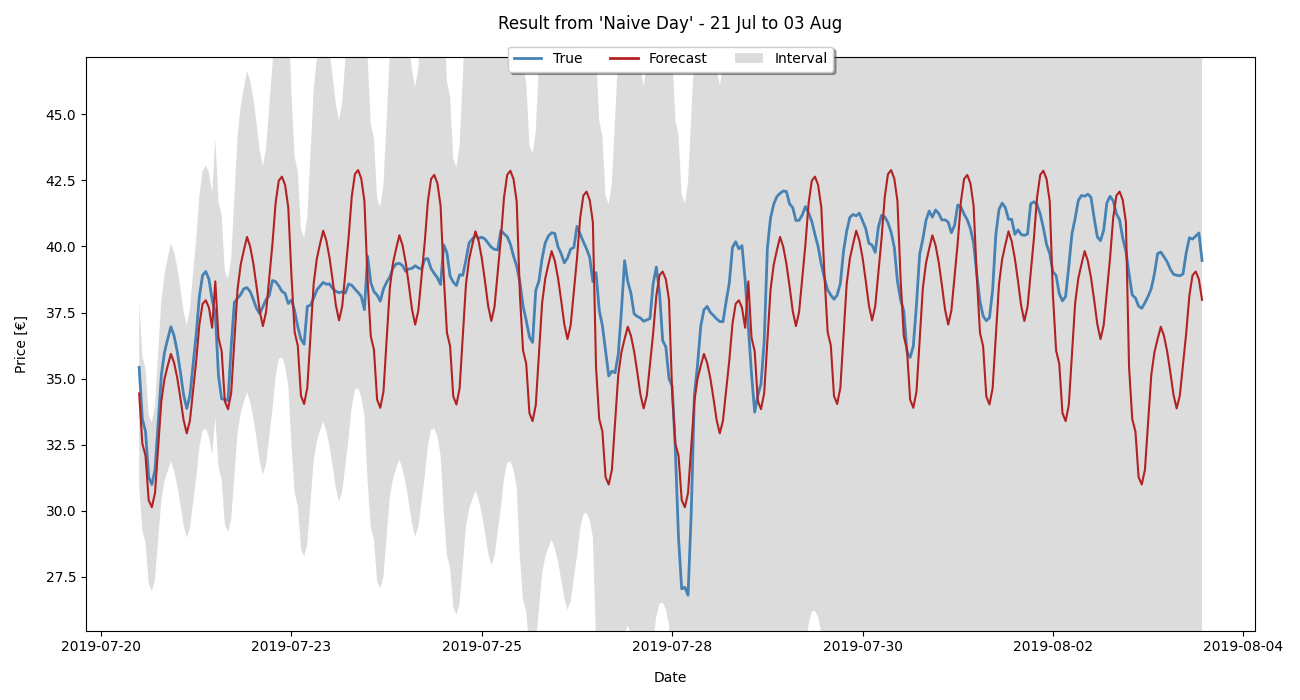 Result from 'Naive Day' - 21 Jul to 03 Aug
True Forecast Interval
45.0
42.5
40.0
37.5
35.0
32.5
30.0
27.5
Price [€]
2019-07-20 2019-07-23 2019-07-25 2019-07-28 2019-07-30 2019-08-02 2019-08-04
Date